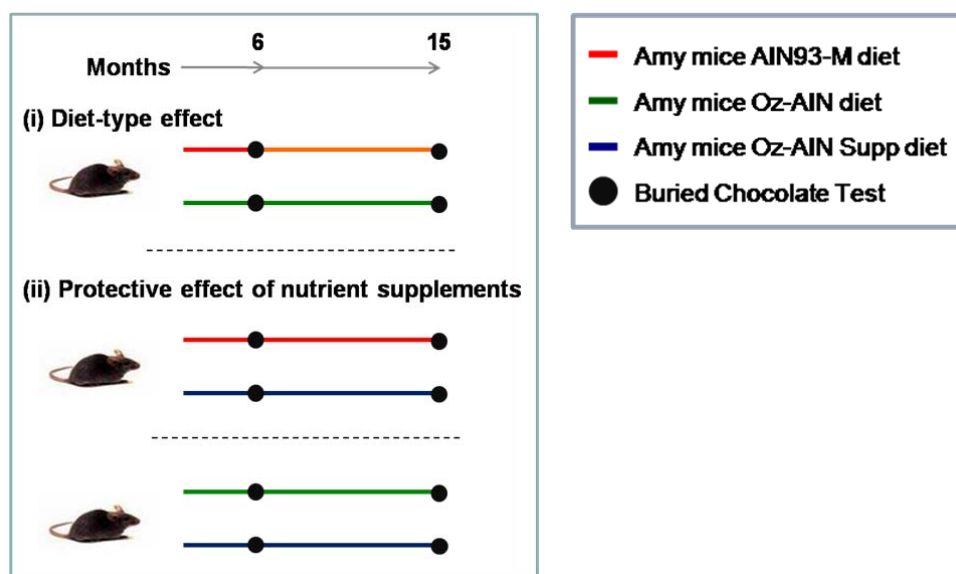 6 15
Months
(i) Diet-type effect
(ii) Protective effect of nutrient supplements
Amy mice AIN93-M diet
Amy mice Oz-AIN diet
Amy mice Oz-AIN Supp diet
Buried Chocolate Test